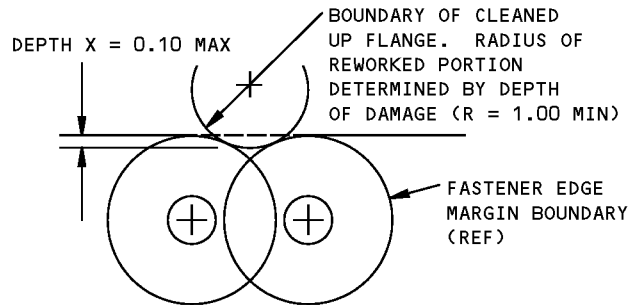 BOUNDARY OF CLEANED
UP FLANGE. RADIUS OF
REWORKED PORTION
DETERMINED BY DEPTH
OF DAMAGE (R = 1.00 MIN)
DEPTH X = 0.10 MAX
FASTENER EDGE
MARGIN BOUNDARY
(REF)